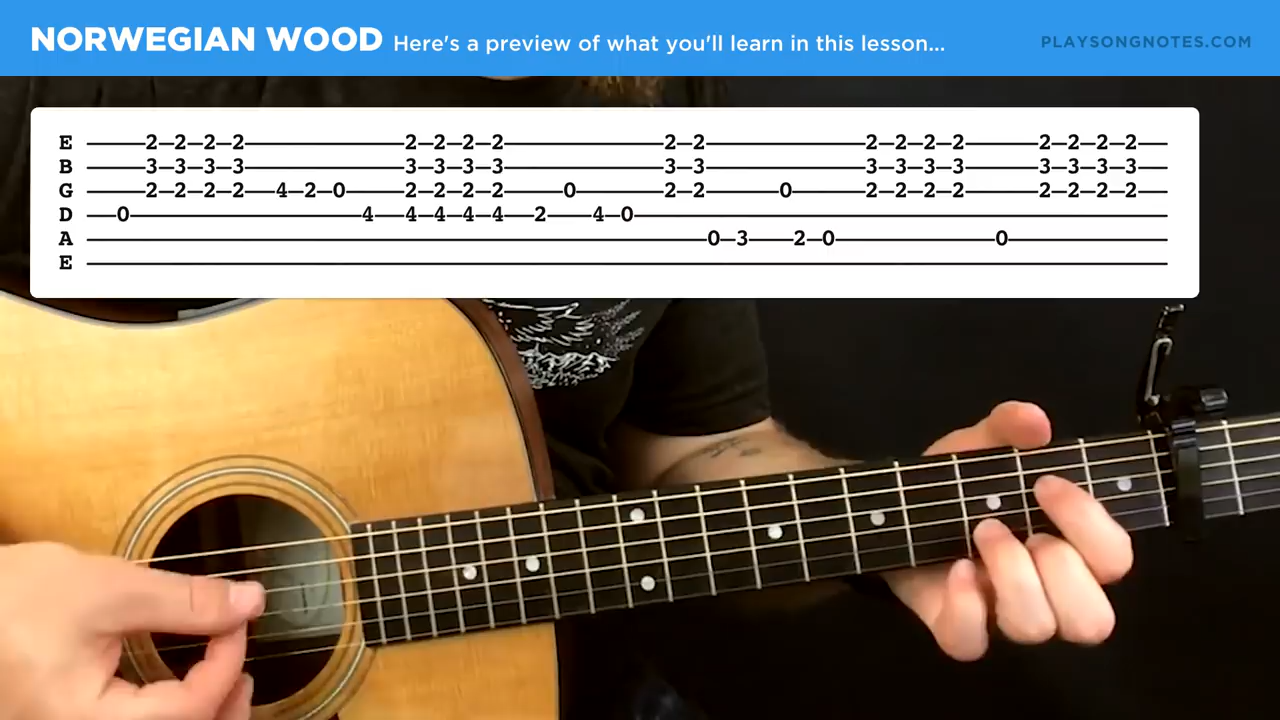 NORWEGIAN WOOD Here's a preview of what you'll learn in this lesson... PLAYSONGNOTES.COM
E 2 2 2 2 2 2 2 2 2 2 2 2 2 2 2 2 2 2
B 3 3 3 3 3 3 3 3 3 3 3 3 3 3 3 3 3 3
G 2 2 2 2 4 2 0 2 2 2 2 0 2 2 0 2 2 2 2 2 2 2 2
D 0 4 4 4 4 4 2 4 0
A 0 3 2 0 0
E